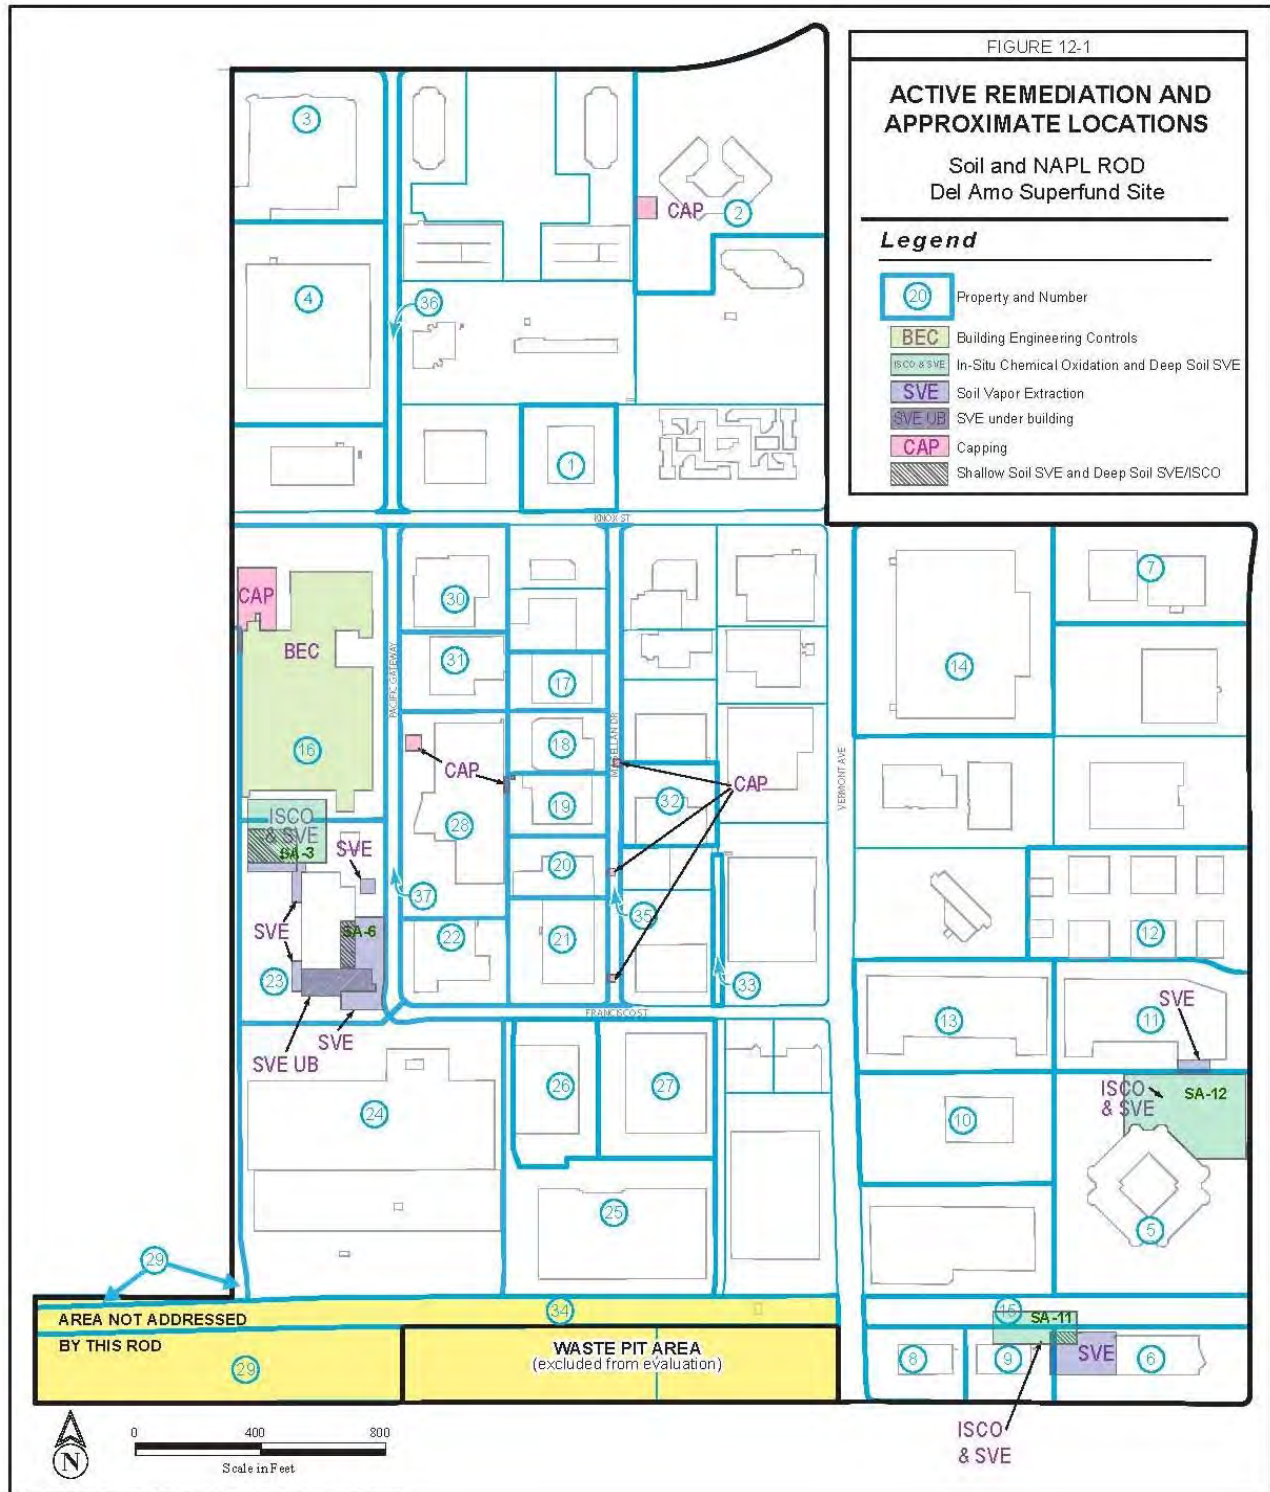 FIGURE 12-1
ACTIVE REMEDIATION AND
APPROXIMATE LOCATIONS
Soil and NAPL ROD
Del Amo Superfund Site
Legend
20 Property and Number
BEC Building Engineering Controls
ISCO & SVE In-Situ Chemical Oxidation and Deep Soil SVE
SVE Soil Vapor Extraction
SVE UB SVE under building
CAP Capping
Shallow Soil SVE and Deep Soil SVE/ISCO
3
CAP
2
4
36
1
KNOX ST
CAP
30
7
BEC
31
PACIFIC GATEWAY
17
14
16
18
MAGELLAN DR
CAP
CAP
VERMONT AVE
19
32
28
ISCO
& SVE
SA-3
SVE
20
37
35
SVE
SA-6
22
21
12
23
33
FRANCISCO ST
SVE
SVE UB
13
11
SVE
26
27
ISCO
& SVE
SA-12
24
10
25
5
29
34
15
SA-11
AREA NOT ADDRESSED
BY THIS ROD
29
WASTE PIT AREA
(excluded from evaluation)
8
9
SVE
6
ISCO
& SVE
N
0 400 800
Scale in Feet